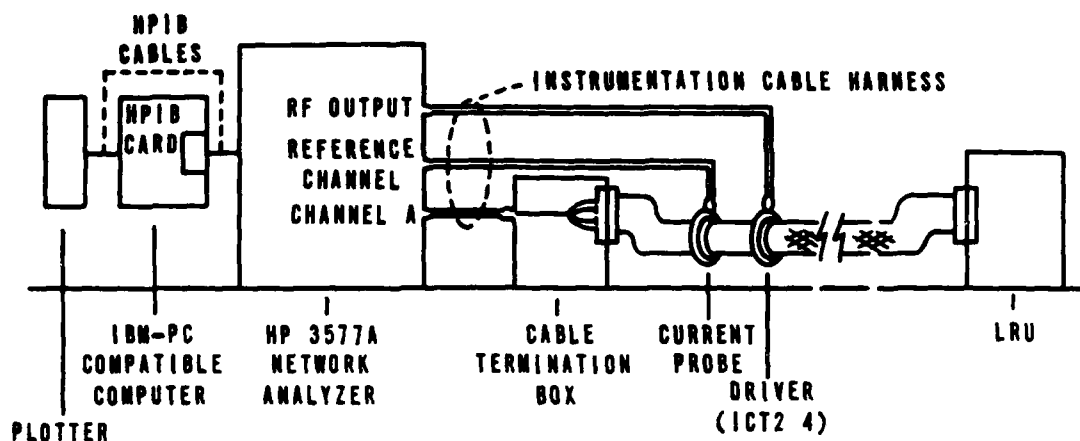 HPIB
CABLES
HPIB
CARD
RF OUTPUT
REFERENCE
CHANNEL
CHANNEL A
INSTRUMENTATION CABLE HARNESS
IBM-PC
COMPATIBLE
COMPUTER
HP 3577A
NETWORK
ANALYZER
CABLE
TERMINATION
BOX
CURRENT
PROBE
DRIVER
(ICT2 4)
LRU
PLOTTER